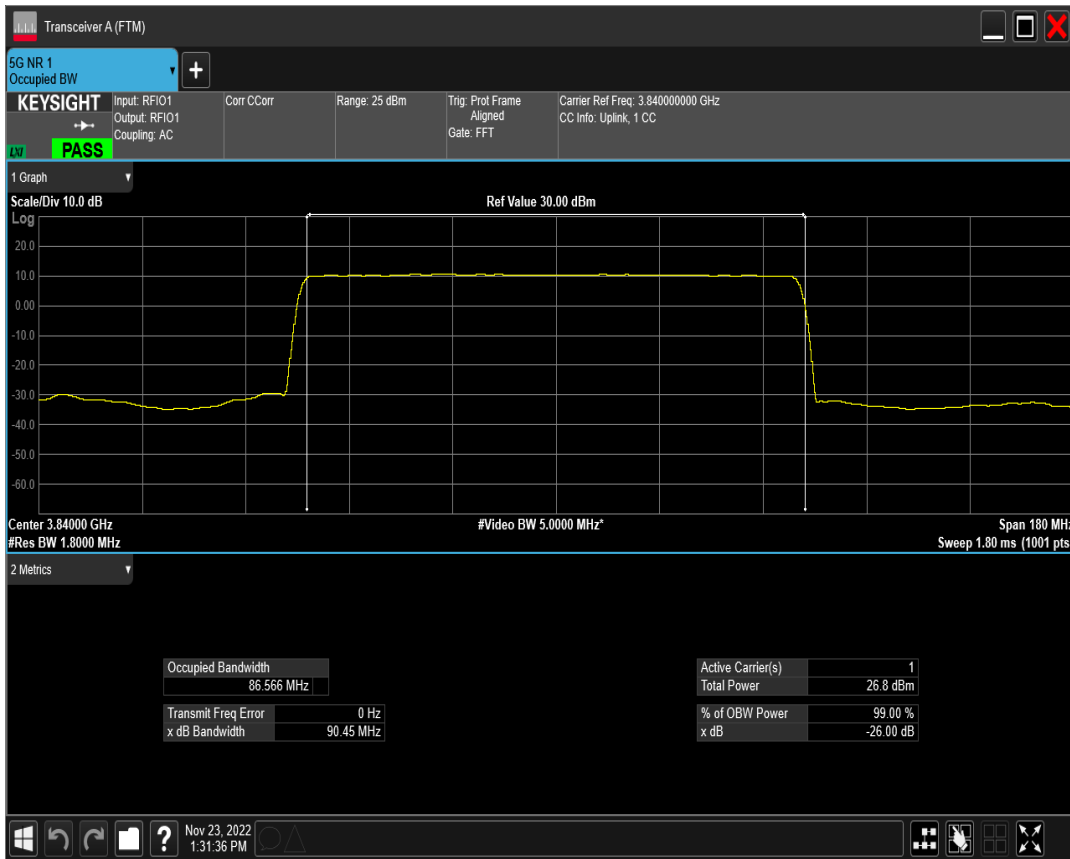 Transceiver A (FTM)
5G NR 1
Occupied BW
+
KEYSIGHT
LXI
PASS
Input: RFIO1
Output: RFIO1
Coupling: AC
Corr CCorr
Range: 25 dBm
Trig: Prot Frame
Aligned
Gate: FFT
Carrier Ref Freq: 3.840000000 GHz
CC Info: Uplink, 1 CC
1 Graph
Scale/Div 10.0 dB
Ref Value 30.00 dBm
Log
20.0
10.0
0.00
-10.0
-20.0
-30.0
-40.0
-50.0
-60.0
Center 3.84000 GHz
#Video BW 5.0000 MHz*
Span 180 MHz
#Res BW 1.8000 MHz
Sweep 1.80 ms (1001 pts
2 Metrics
Occupied Bandwidth
86.566 MHz
Transmit Freq Error 0 Hz
x dB Bandwidth 90.45 MHz
Active Carrier(s) 1
Total Power 26.8 dBm
% of OBW Power 99.00 %
x dB -26.00 dB
?
Nov 23, 2022
1:31:36 PM